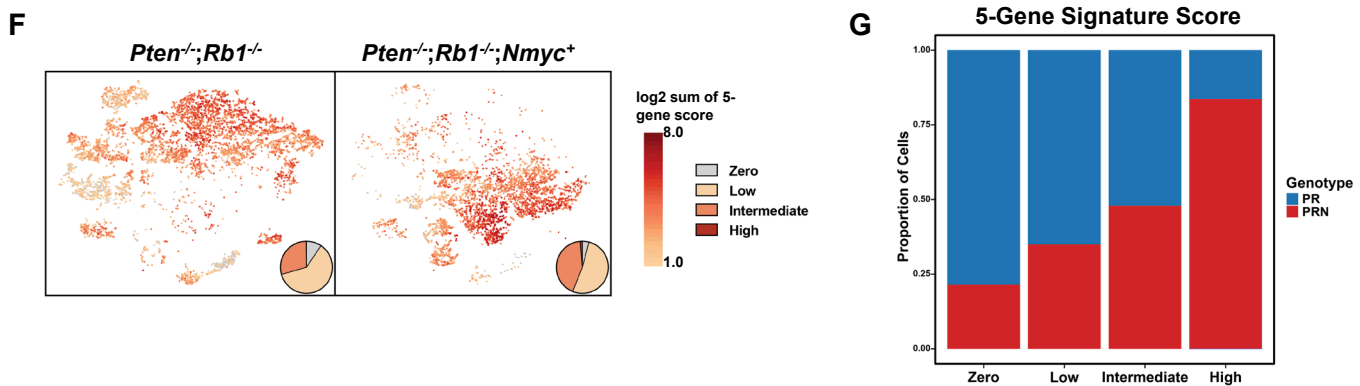 F
Pten-/-;Rb1-/-
Pten-/-;Rb1-/-;Nmyc+
log2 sum of 5-
gene score
8.0
1.0
Zero
Low
Intermediate
High
G
5-Gene Signature Score
Proportion of Cells
1.00
0.75
0.50
0.25
0.00
Zero
Low
Intermediate
High
Genotype
PR
PRN